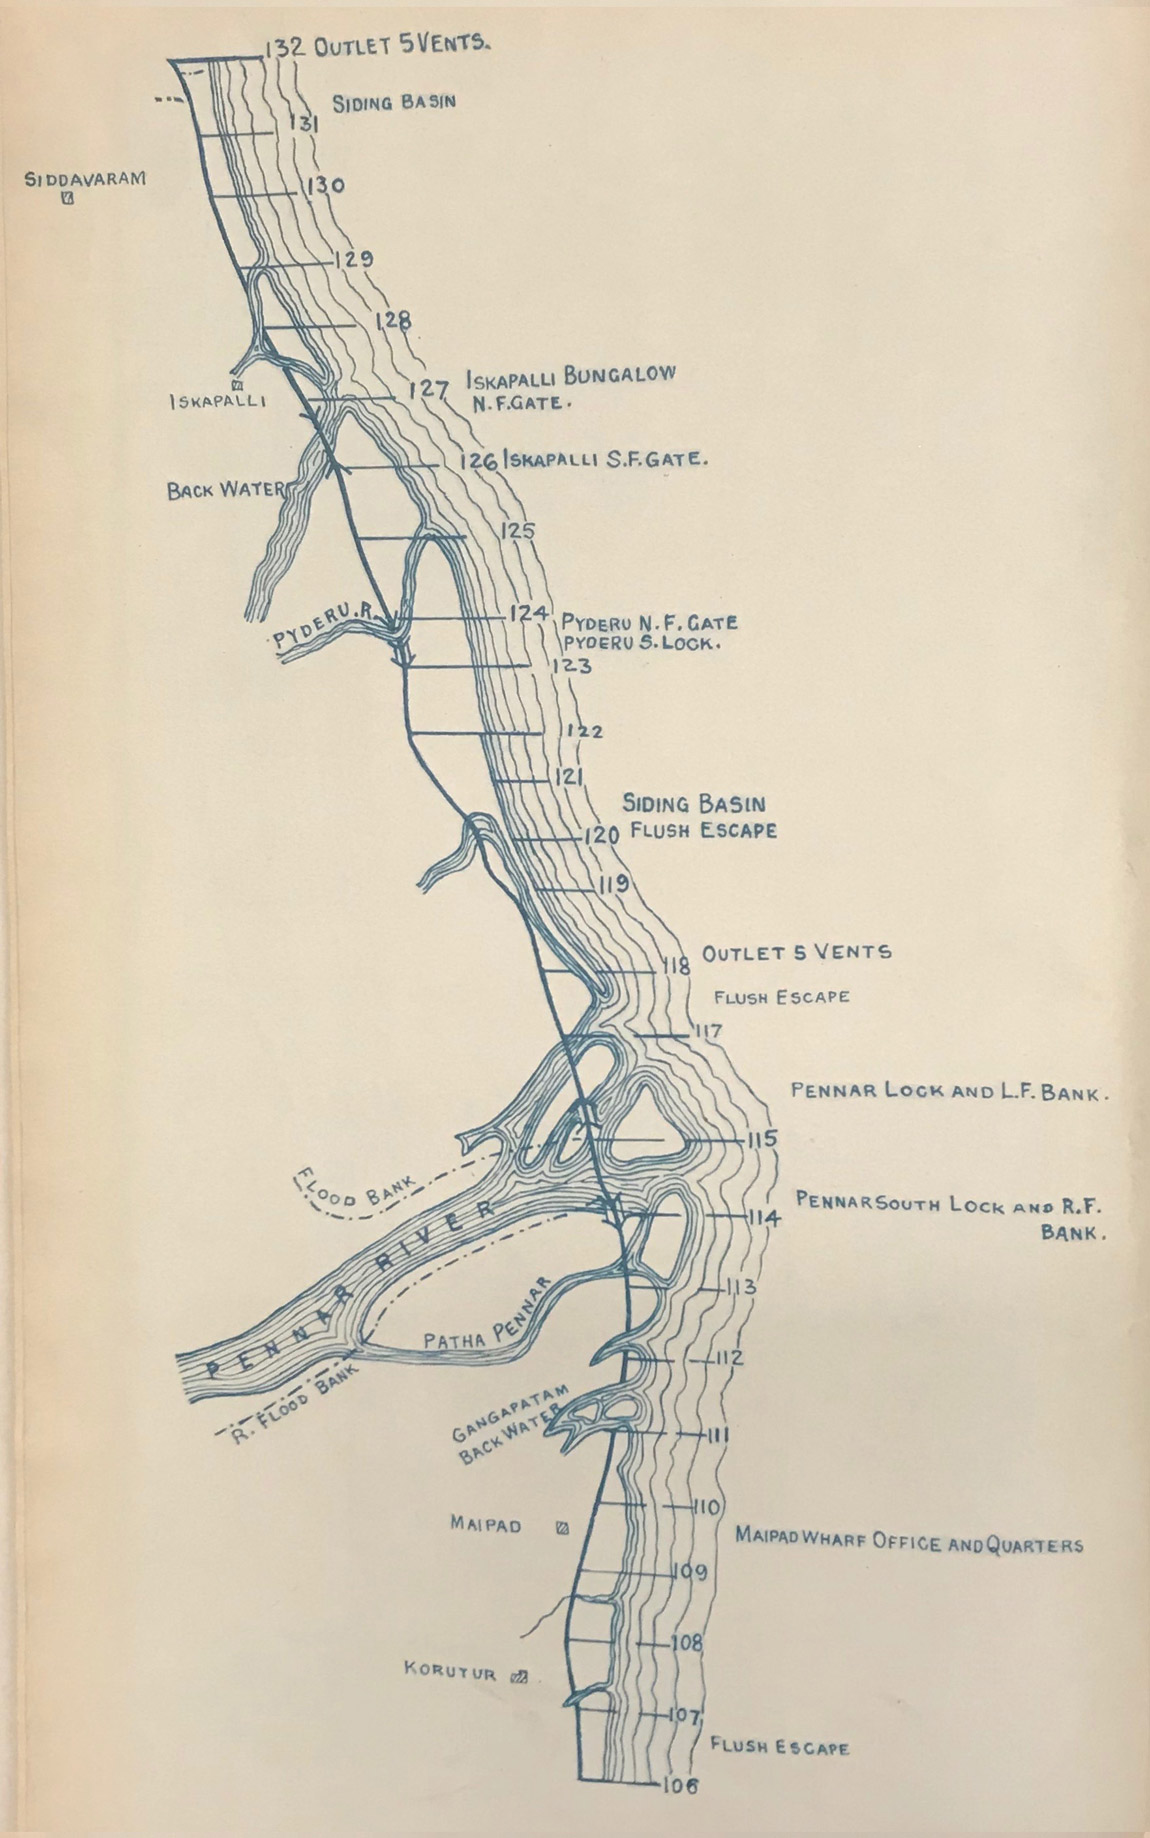 132 OUTLET 5 VENTS.
SIDING BASIN
131
SIDDAVARAM
130
129
128
127 ISKAPALLI BUNGALOW
N.F.GATE.
ISKAPALLI
126 ISKAPALLI S.F.GATE.
BACK WATER
125
PYDERU.R.
124 PYDERU N.F.GATE
PYDERU S.LOCK.
123
122
121
SIDING BASIN
120 FLUSH ESCAPE
119
118 OUTLET 5 VENTS
FLUSH ESCAPE
117
PENNAR LOCK AND L.F. BANK.
115
FLOOD BANK
PENNAR SOUTH LOCK AND R.F.
BANK.
114
PENNAR RIVER
113
PATHA PENNAR
112
R. FLOOD BANK
GANGAPATAM
BACK WATER
111
110
MAIPAD
MAIPAD WHARF OFFICE AND QUARTERS
109
108
KORUTUR
107
FLUSH ESCAPE
106